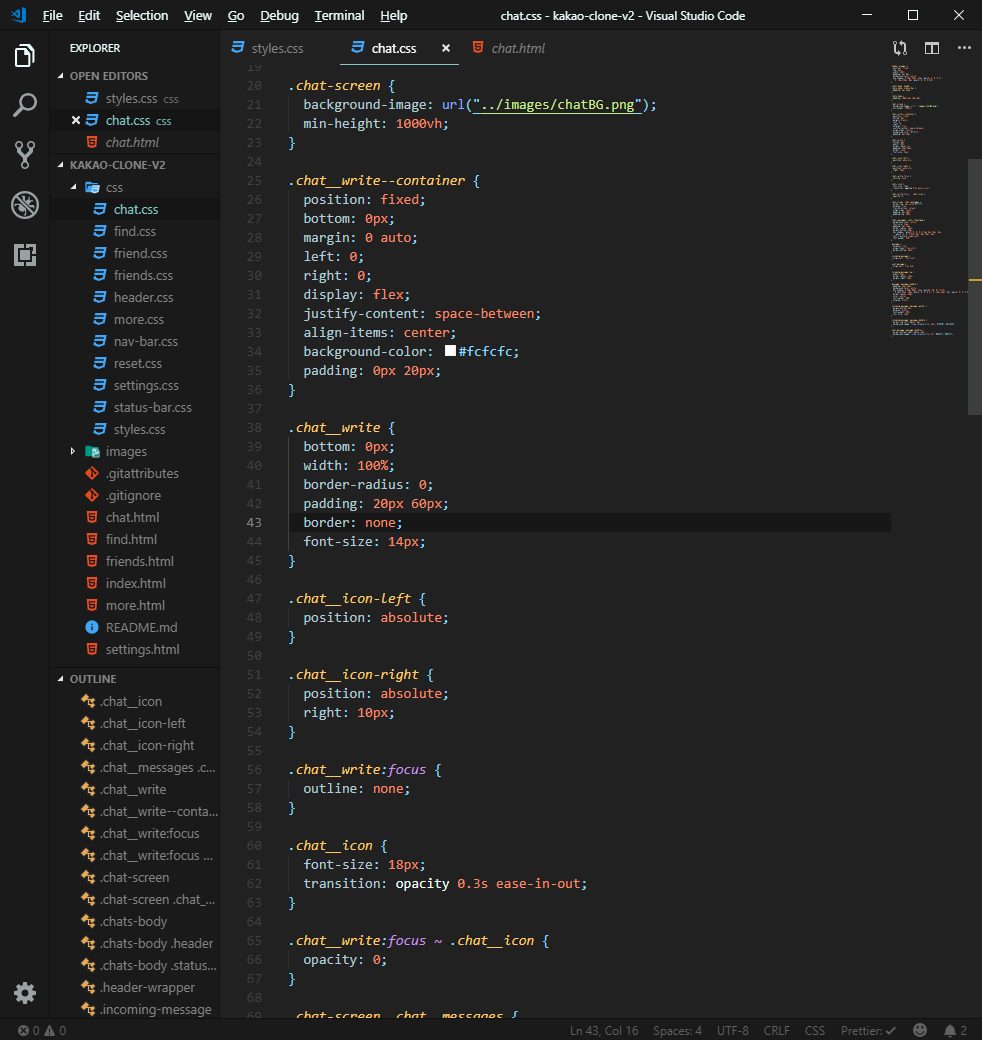 File Edit Selection View Go Debug Terminal Help chat.css - kakao-clone-v2 - Visual Studio Code
EXPLORER
OPEN EDITORS
styles.css css
chat.css css
chat.html
KAKAO-CLONE-V2
css
chat.css
find.css
friend.css
friends.css
header.css
more.css
nav-bar.css
reset.css
settings.css
status-bar.css
styles.css
images
.gitattributes
.gitignore
chat.html
find.html
friends.html
index.html
more.html
README.md
settings.html
OUTLINE
.chat__icon
.chat__icon-left
.chat__icon-right
.chat__messages .c...
.chat__write
.chat__write--conta...
.chat__write:focus
.chat__write:focus ...
.chat-screen
.chat-screen .chat_...
.chats-body
.chats-body .header
.chats-body .status...
.header-wrapper
.incoming-message
styles.css chat.css chat.html
19
20 .chat-screen {
21 background-image: url("../images/chatBG.png");
22 min-height: 1000vh;
23 }
24
25 .chat__write--container {
26 position: fixed;
27 bottom: 0px;
28 margin: 0 auto;
29 left: 0;
30 right: 0;
31 display: flex;
32 justify-content: space-between;
33 align-items: center;
34 background-color: #fcfcfc;
35 padding: 0px 20px;
36 }
37
38 .chat__write {
39 bottom: 0px;
40 width: 100%;
41 border-radius: 0;
42 padding: 20px 60px;
43 border: none;
44 font-size: 14px;
45 }
46
47 .chat__icon-left {
48 position: absolute;
49 }
50
51 .chat__icon-right {
52 position: absolute;
53 right: 10px;
54 }
55
56 .chat__write:focus {
57 outline: none;
58 }
59
60 .chat__icon {
61 font-size: 18px;
62 transition: opacity 0.3s ease-in-out;
63 }
64
65 .chat__write:focus ~ .chat__icon {
66 opacity: 0;
67 }
68
69 .chat-screen .chat__messages {
0 0 Ln 43, Col 16 Spaces: 4 UTF-8 CRLF CSS Prettier: 2